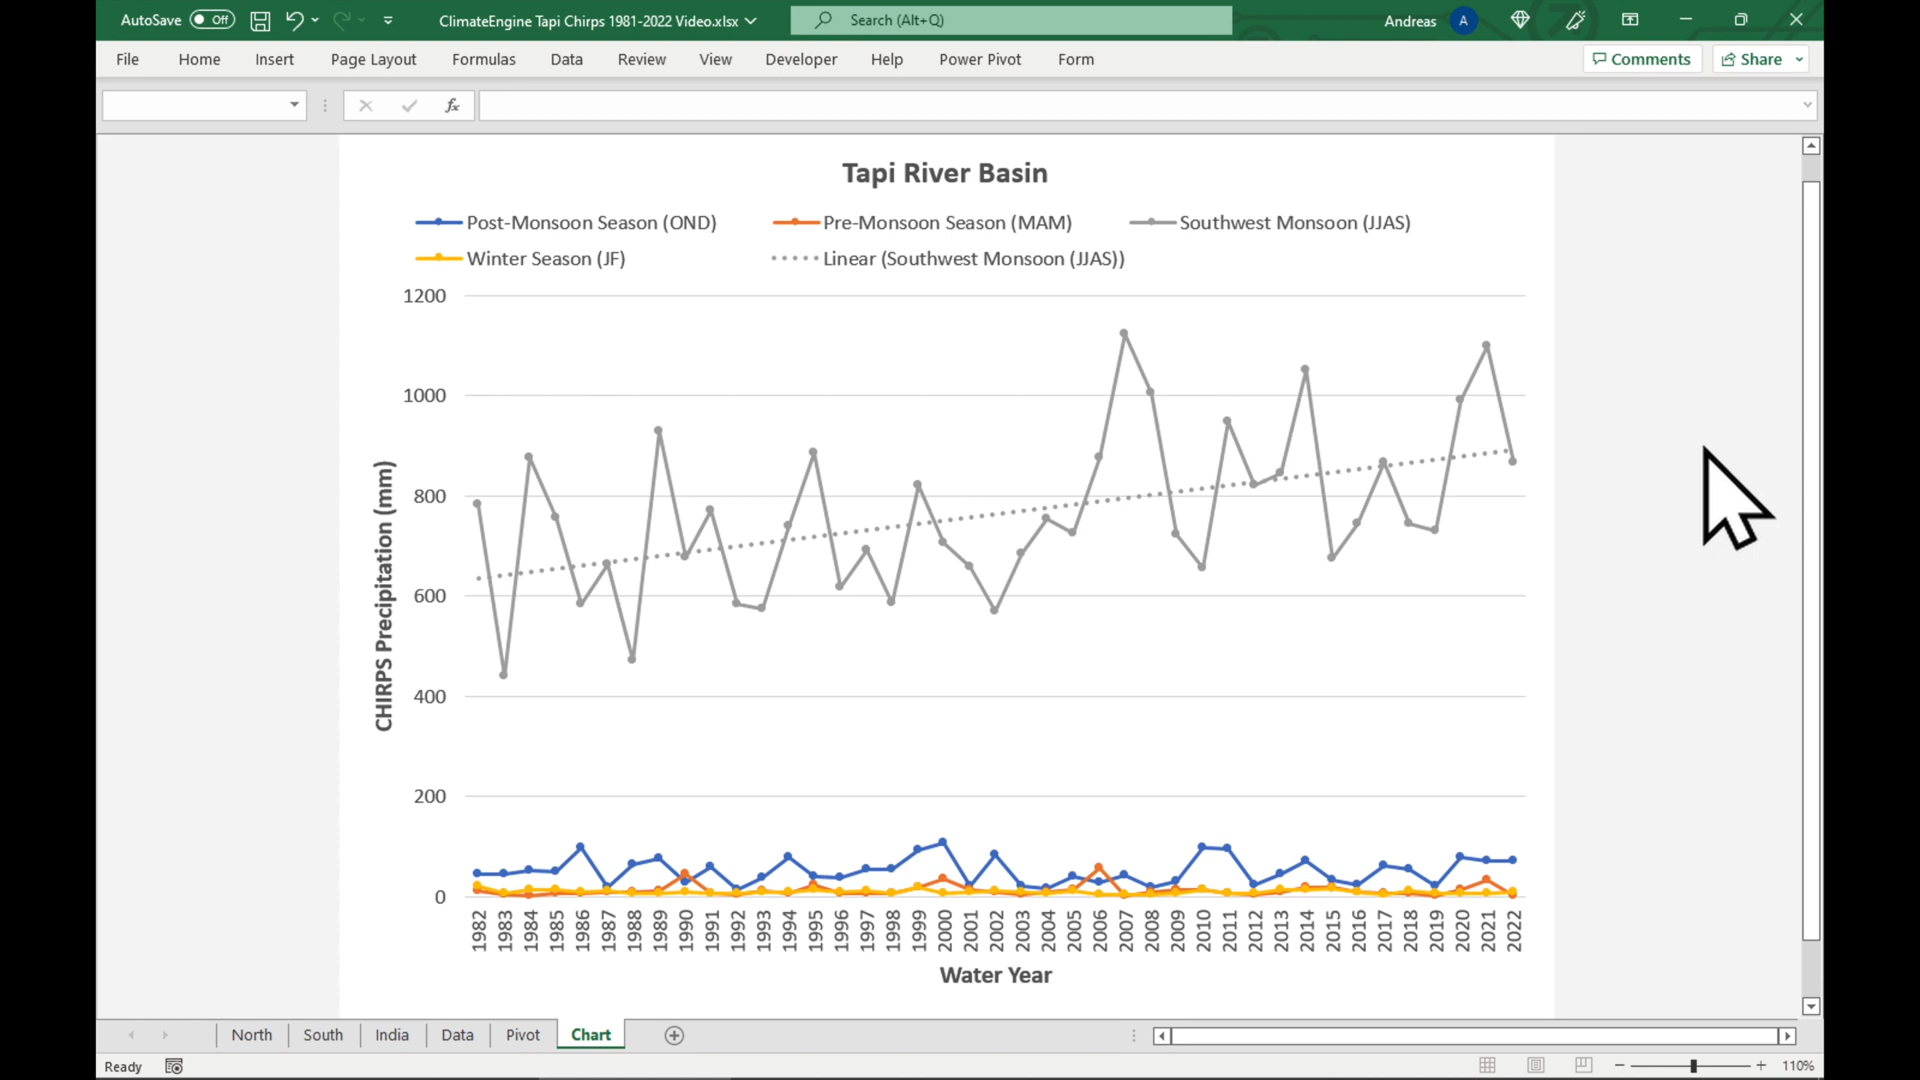 AutoSave Off ClimateEngine Tapi Chirps 1981-2022 Video.xlsx Search (Alt+Q) Andreas A
File Home Insert Page Layout Formulas Data Review View Developer Help Power Pivot Form Comments Share
fx
Tapi River Basin
Post-Monsoon Season (OND) Pre-Monsoon Season (MAM) Southwest Monsoon (JJAS)
Winter Season (JF) Linear (Southwest Monsoon (JJAS))
1200
1000
800
600
400
200
0
CHIRPS Precipitation (mm)
1982 1983 1984 1985 1986 1987 1988 1989 1990 1991 1992 1993 1994 1995 1996 1997 1998 1999 2000 2001 2002 2003 2004 2005 2006 2007 2008 2009 2010 2011 2012 2013 2014 2015 2016 2017 2018 2019 2020 2021 2022
Water Year
North South India Data Pivot Chart
Ready 110%